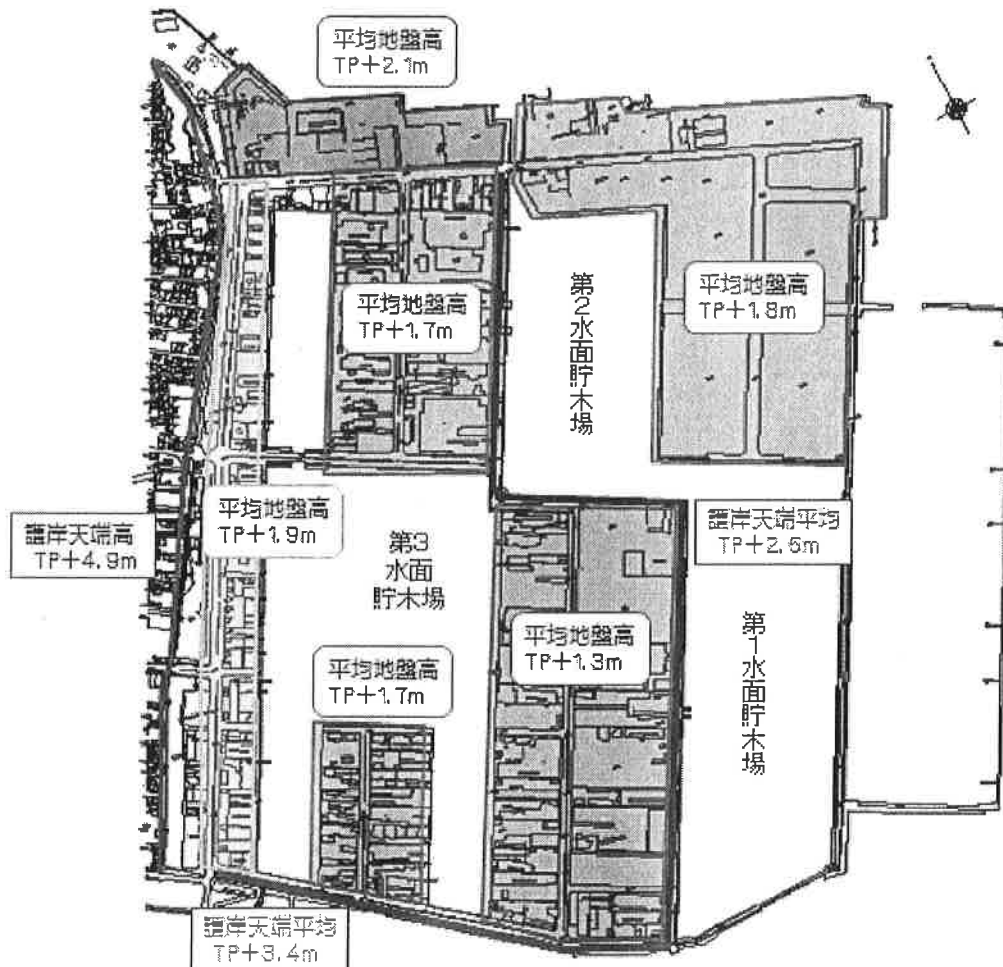 平均地盤高
TP+2.1m
平均地盤高
TP+1.7m
第2水面貯木場
平均地盤高
TP+1.8m
護岸天端高
TP+4.9m
平均地盤高
TP+1.9m
第3
水面
貯木場
護岸天端平均
TP+2.6m
平均地盤高
TP+1.3m
第1水面貯木場
平均地盤高
TP+1.7m
護岸天端平均
TP+3.4m